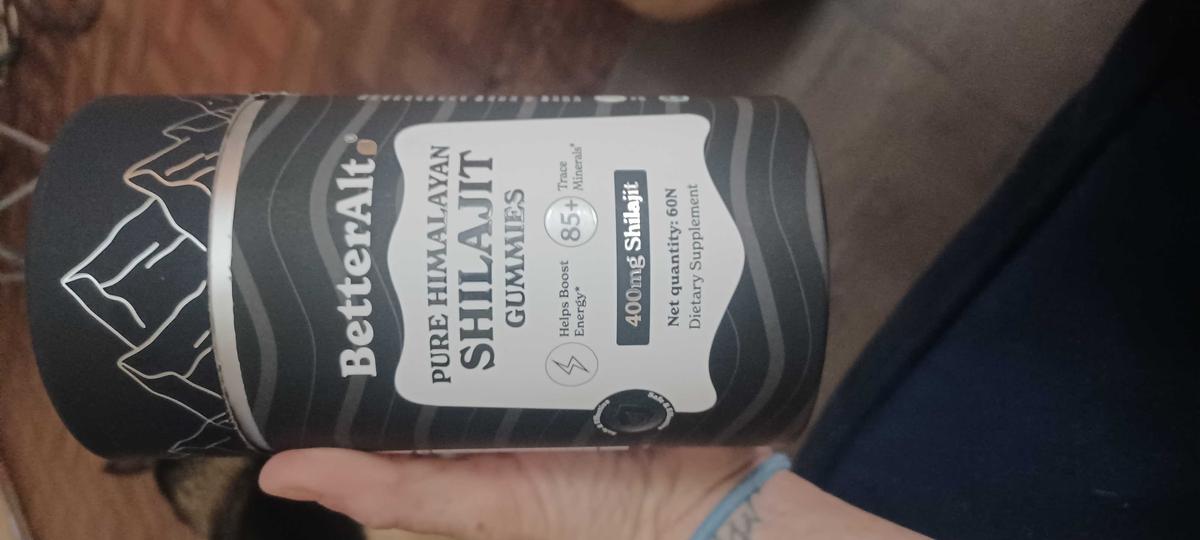 BetterAlt®
PURE HIMALAYAN
SHILAJIT
GUMMIES
Helps Boost
Energy*
85+
Trace
Minerals*
400mg Shilajit
Net quantity: 60N
Dietary Supplement